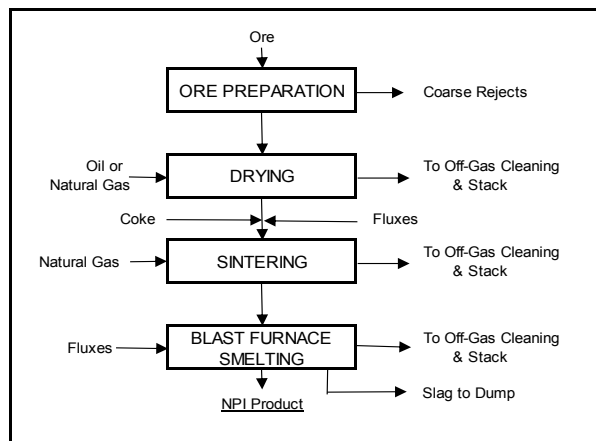 Ore
ORE PREPARATION
Coarse Rejects
Oil or
Natural Gas
DRYING
To Off-Gas Cleaning
& Stack
Coke
Fluxes
Natural Gas
SINTERING
To Off-Gas Cleaning
& Stack
Fluxes
BLAST FURNACE
SMELTING
To Off-Gas Cleaning
& Stack
Slag to Dump
NPI Product